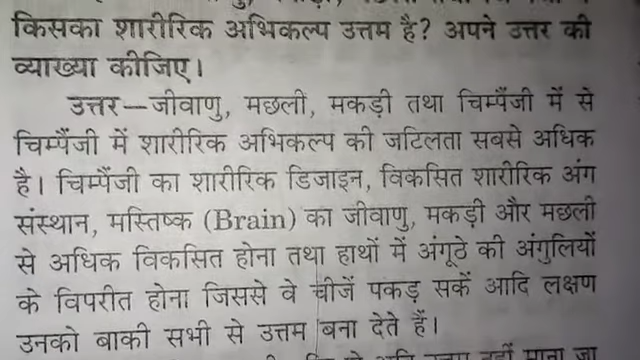 किसका शारीरिक अभिकल्प उत्तम है? अपने उत्तर की
व्याख्या कीजिए।
उत्तर—जीवाणु, मछली, मकड़ी तथा चिम्पैंजी में से
चिम्पैंजी में शारीरिक अभिकल्प की जटिलता सबसे अधिक
है। चिम्पैंजी का शारीरिक डिजाइन, विकसित शारीरिक अंग
संस्थान, मस्तिष्क (Brain) का जीवाणु, मकड़ी और मछली
से अधिक विकसित होना तथा हाथों में अंगूठे की अंगुलियों
के विपरीत होना जिससे वे चीजें पकड़ सकें आदि लक्षण
उनको बाकी सभी से उत्तम बना देते हैं।